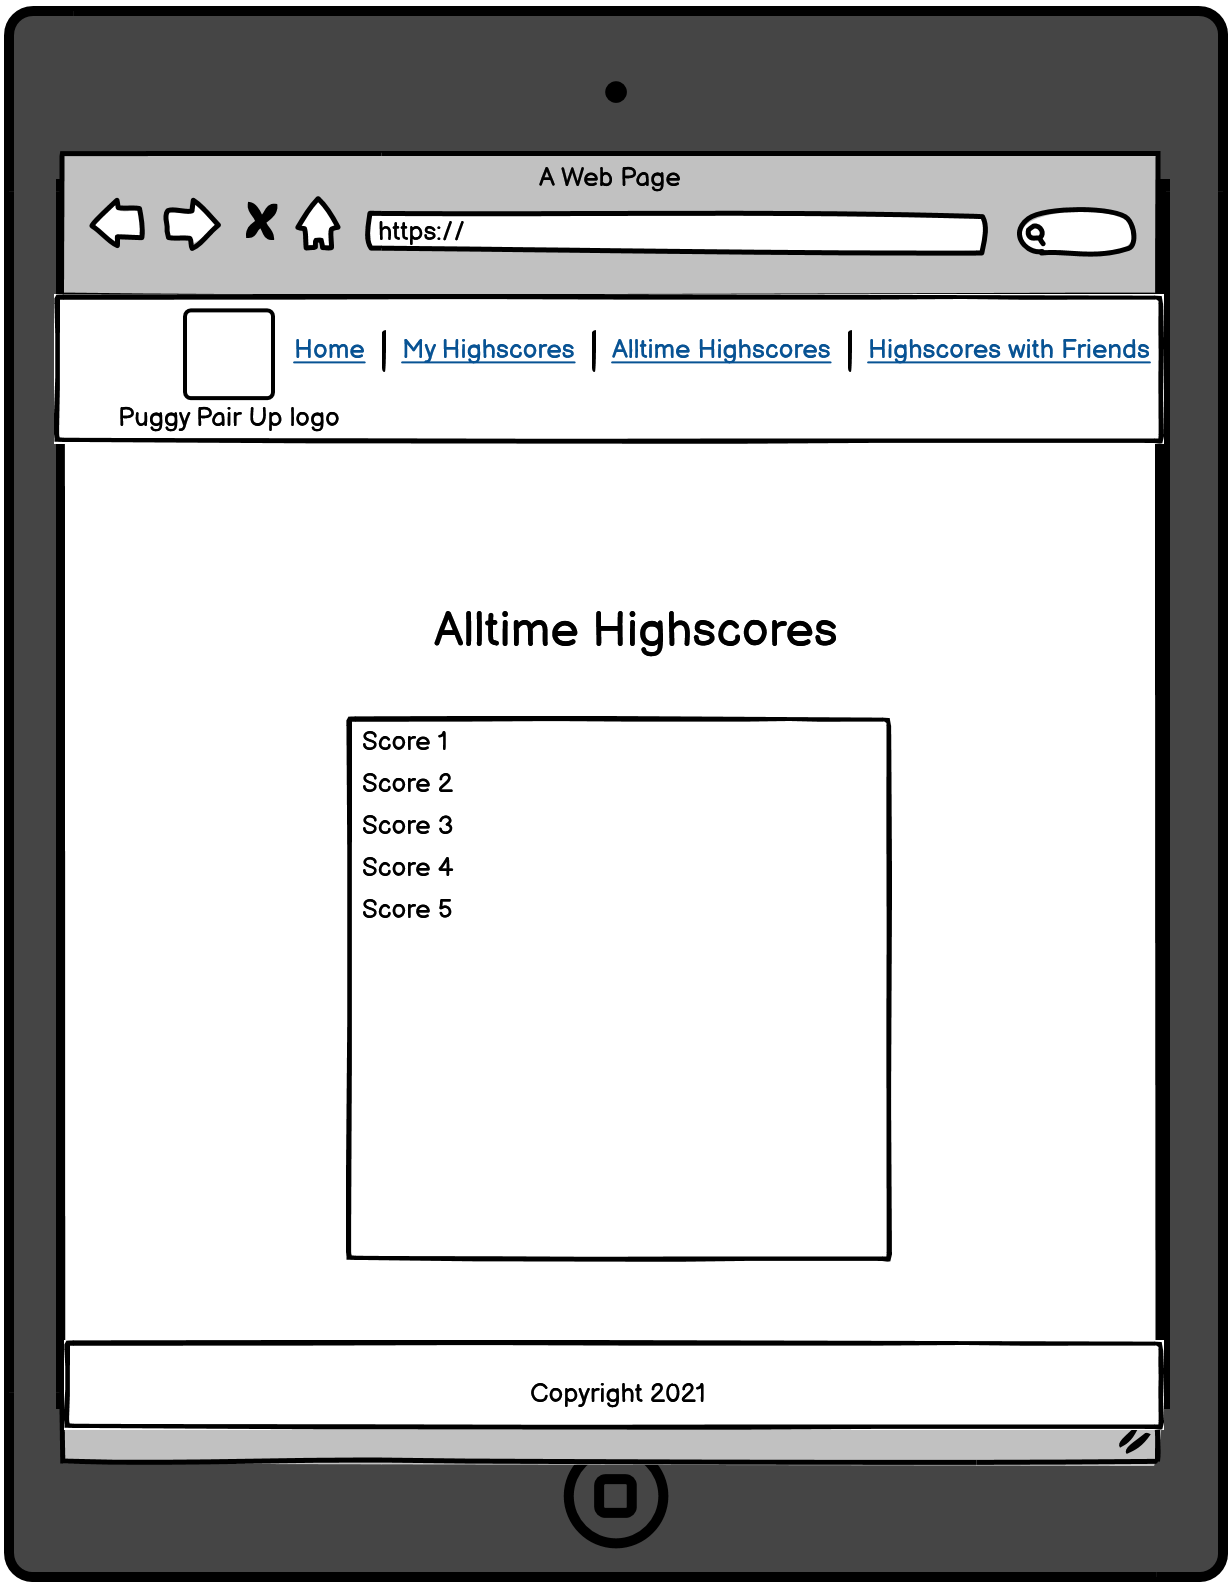 A Web Page
https://
Home | My Highscores | Alltime Highscores | Highscores with Friends
Puggy Pair Up logo
Alltime Highscores
Score 1
Score 2
Score 3
Score 4
Score 5
Copyright 2021